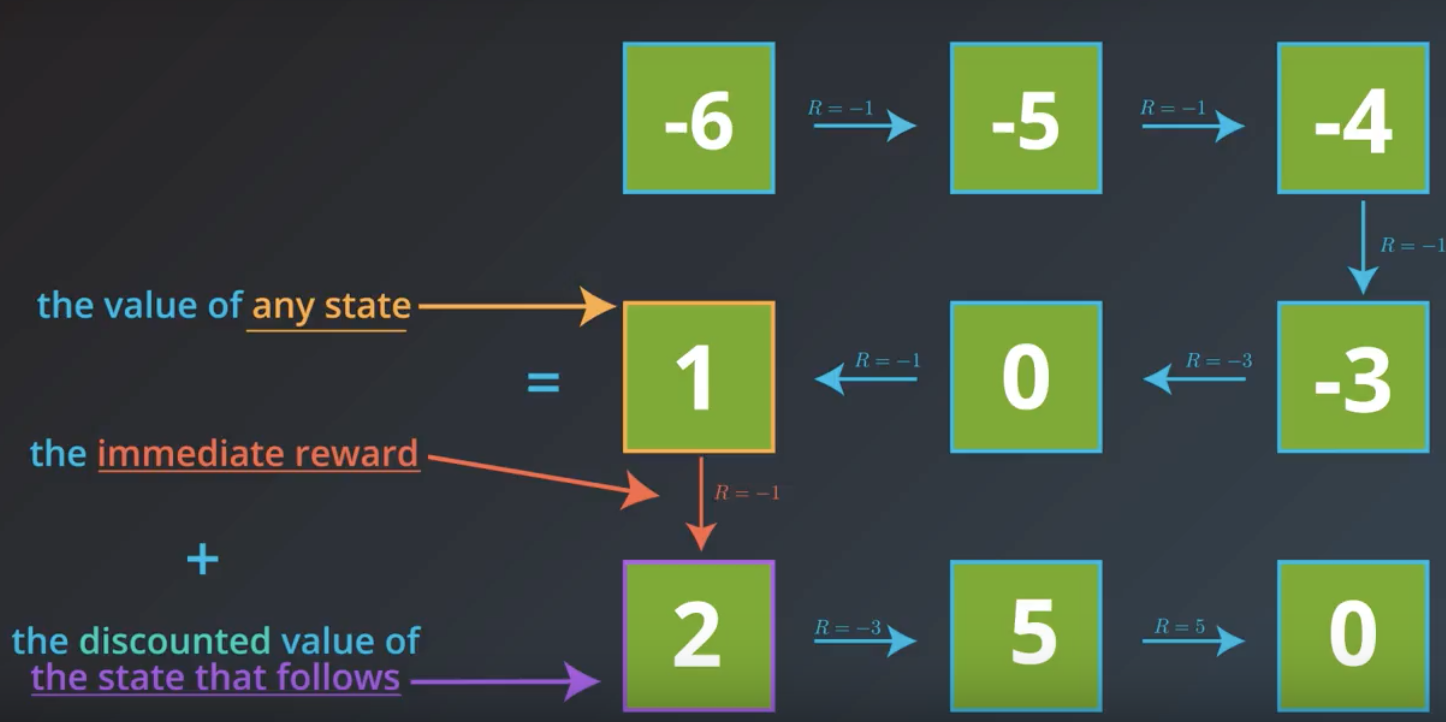 -6
R = −1
-5
R = −1
-4
R = −1
the value of any state
=
1
R = −1
0
R = −3
-3
the immediate reward
R = −1
+
the discounted value of
the state that follows
2
R = −3
5
R = 5
0